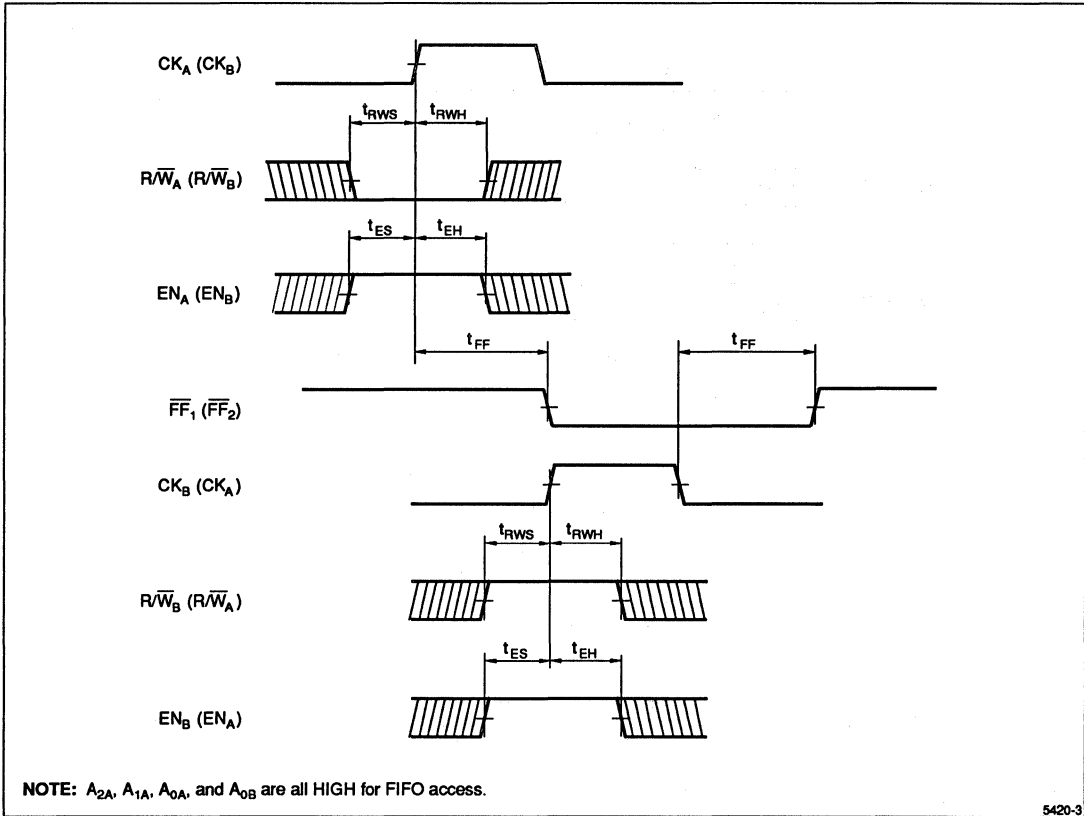 CK_A (CK_B)
t_RWS t_RWH
R/W̅_A (R/W̅_B)
t_ES t_EH
EN_A (EN_B)
t_FF t_FF
F̅F̅_1 (F̅F̅_2)
CK_B (CK_A)
t_RWS t_RWH
R/W̅_B (R/W̅_A)
t_ES t_EH
EN_B (EN_A)
NOTE: A_2A, A_1A, A_0A, and A_0B are all HIGH for FIFO access.
5420-3